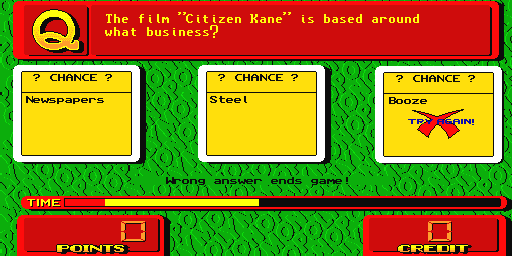 Q
The film "Citizen Kane" is based around
what business?
? CHANCE ?
Newspapers
? CHANCE ?
Steel
? CHANCE ?
Booze
TRY AGAIN!
Wrong answer ends game!
TIME
0
POINTS
0
CREDIT